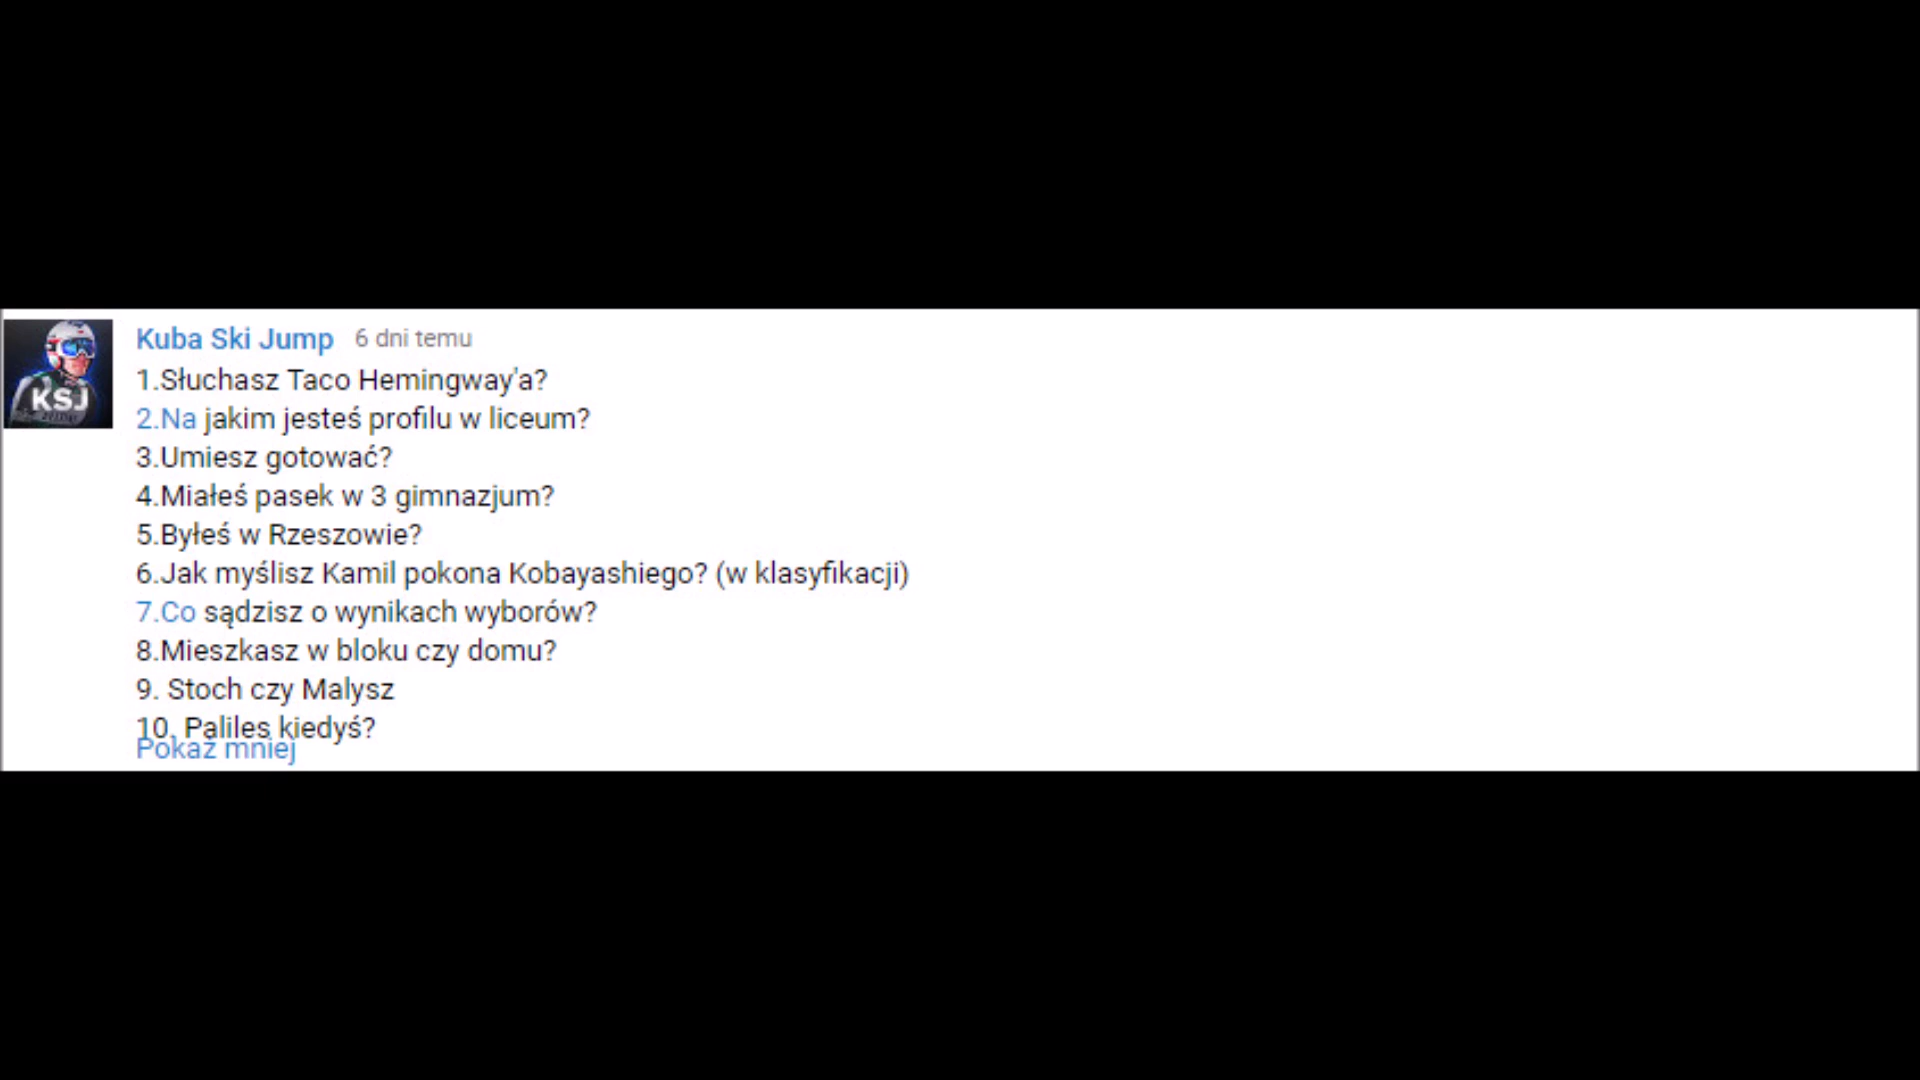 Kuba Ski Jump 6 dni temu
KSJ
1.Słuchasz Taco Hemingway'a?
2.Na jakim jesteś profilu w liceum?
3.Umiesz gotować?
4.Miałeś pasek w 3 gimnazjum?
5.Byłeś w Rzeszowie?
6.Jak myślisz Kamil pokona Kobayashiego? (w klasyfikacji)
7.Co sądzisz o wynikach wyborów?
8.Mieszkasz w bloku czy domu?
9. Stoch czy Malysz
10. Paliles kiedyś?
Pokaż mniej